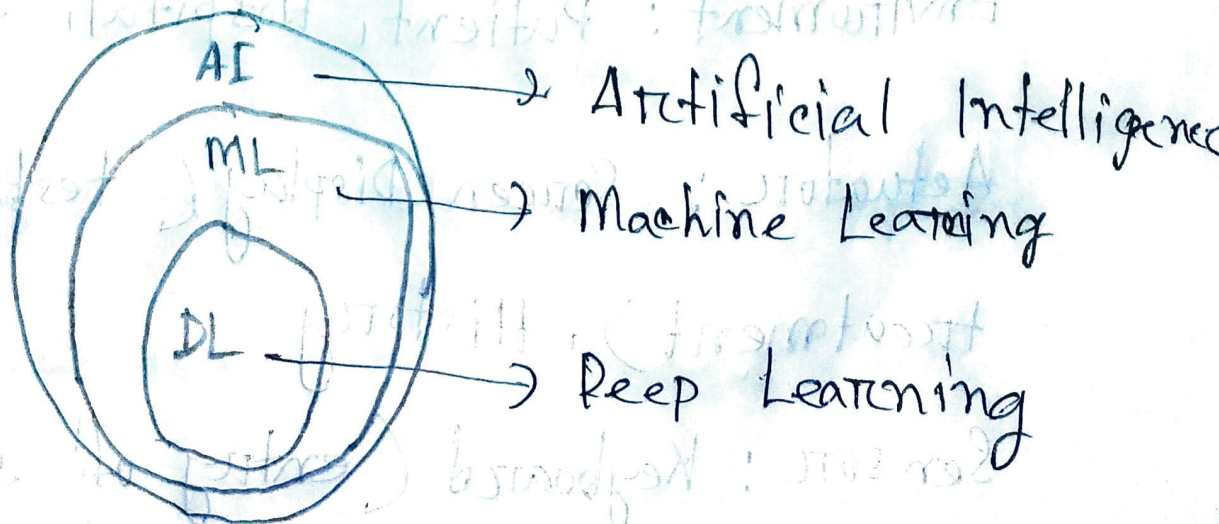 AI → Artificial Intelligence
ML → Machine Learning
DL → Deep Learning